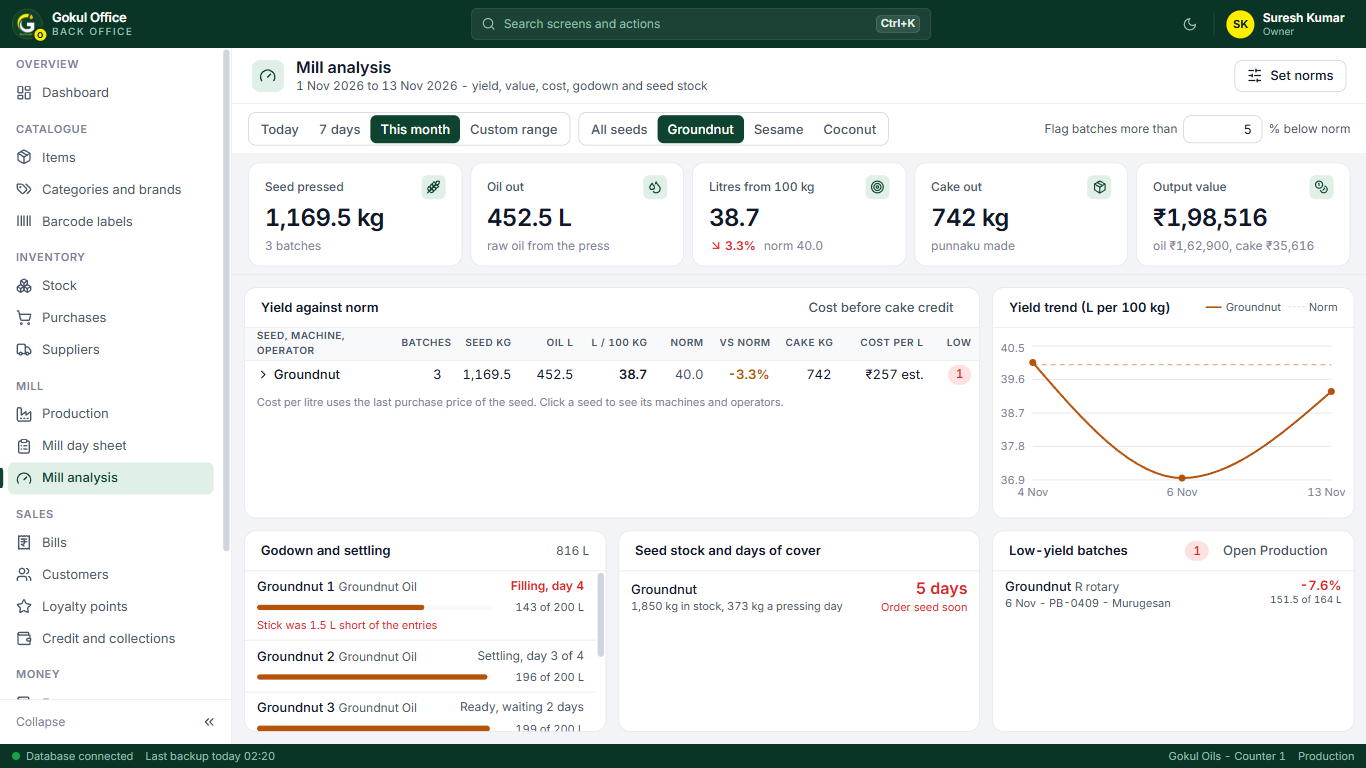 Gokul Office
BACK OFFICE
Search screens and actions
Ctrl+K
SK
Suresh Kumar
Owner
OVERVIEW
Dashboard
CATALOGUE
Items
Categories and brands
Barcode labels
INVENTORY
Stock
Purchases
Suppliers
MILL
Production
Mill day sheet
Mill analysis
SALES
Bills
Customers
Loyalty points
Credit and collections
MONEY
Collapse
Mill analysis
1 Nov 2026 to 13 Nov 2026 - yield, value, cost, godown and seed stock
Set norms
Today 7 days This month Custom range
All seeds Groundnut Sesame Coconut
Flag batches more than 5 % below norm
Seed pressed
1,169.5 kg
3 batches
Oil out
452.5 L
raw oil from the press
Litres from 100 kg
38.7
3.3% norm 40.0
Cake out
742 kg
punnaku made
Output value
₹1,98,516
oil ₹1,62,900, cake ₹35,616
Yield against norm
Cost before cake credit
SEED, MACHINE, OPERATOR BATCHES SEED KG OIL L L / 100 KG NORM VS NORM CAKE KG COST PER L LOW
Groundnut 3 1,169.5 452.5 38.7 40.0 -3.3% 742 ₹257 est. 1
Cost per litre uses the last purchase price of the seed. Click a seed to see its machines and operators.
Yield trend (L per 100 kg)
Groundnut Norm
40.5
39.6
38.7
37.8
36.9
4 Nov 6 Nov 13 Nov
Godown and settling 816 L
Groundnut 1 Groundnut Oil Filling, day 4
143 of 200 L
Stick was 1.5 L short of the entries
Groundnut 2 Groundnut Oil Settling, day 3 of 4
196 of 200 L
Groundnut 3 Groundnut Oil Ready, waiting 2 days
199 of 200 L
Seed stock and days of cover
Groundnut 5 days
1,850 kg in stock, 373 kg a pressing day Order seed soon
Low-yield batches 1 Open Production
Groundnut R rotary -7.6%
6 Nov - PB-0409 - Murugesan 151.5 of 164 L
Database connected Last backup today 02:20
Gokul Oils - Counter 1 Production